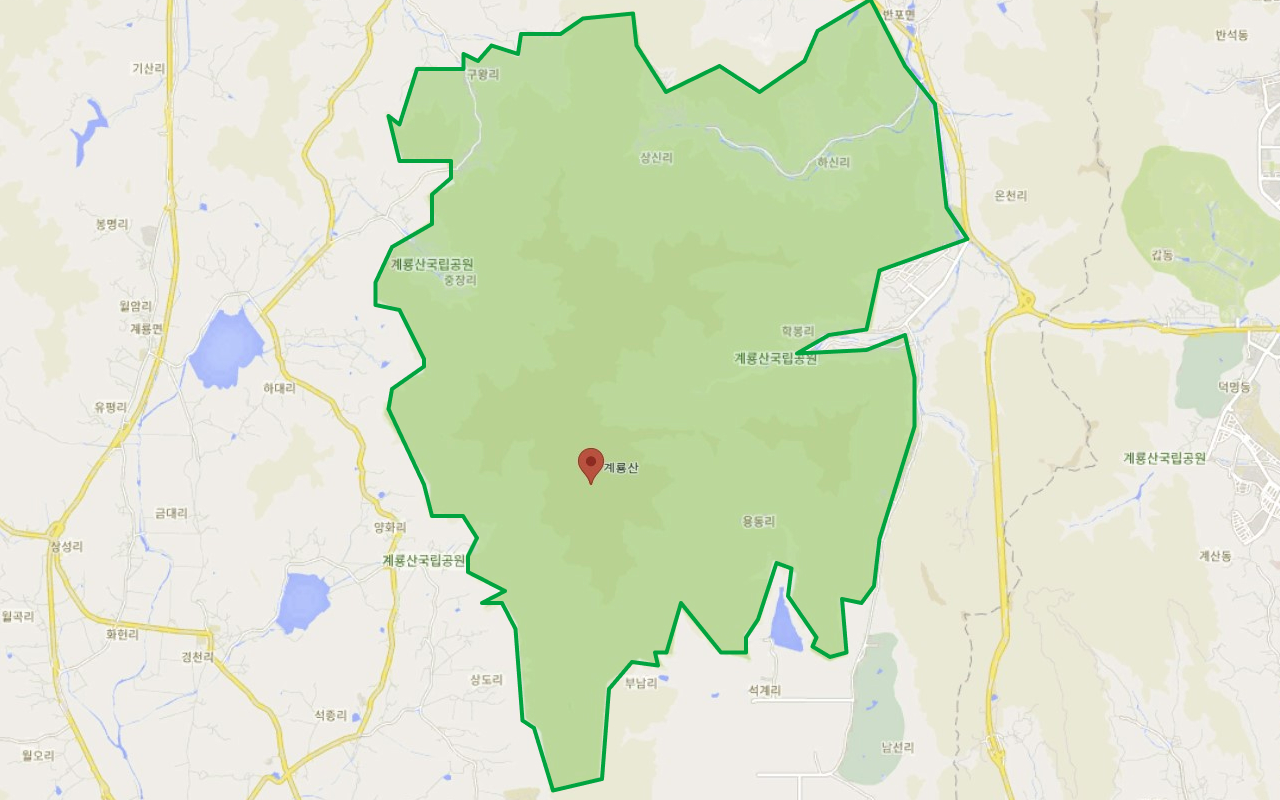 반포면
반석동
기산리
구왕리
상신리
하신리
온천리
봉명리
갑동
계룡산국립공원
중장리
월암리
계룡면
학봉리
계룡산국립공원
하대리
덕명동
유평리
계룡산국립공원
계룡산
금대리
용동리
양화리
삼성리
계산동
계룡산국립공원
월곡리
화헌리
경천리
상도리
부남리
석계리
석종리
월오리
남선리